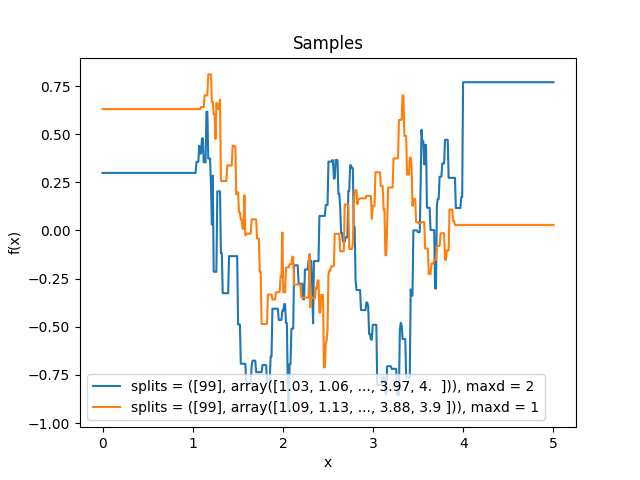 Samples
f(x)
0.75
0.50
0.25
0.00
−0.25
−0.50
−0.75
−1.00
splits = ([99], array([1.03, 1.06, ..., 3.97, 4.  ])), maxd = 2
splits = ([99], array([1.09, 1.13, ..., 3.88, 3.9 ])), maxd = 1
0 1 2 3 4 5
x